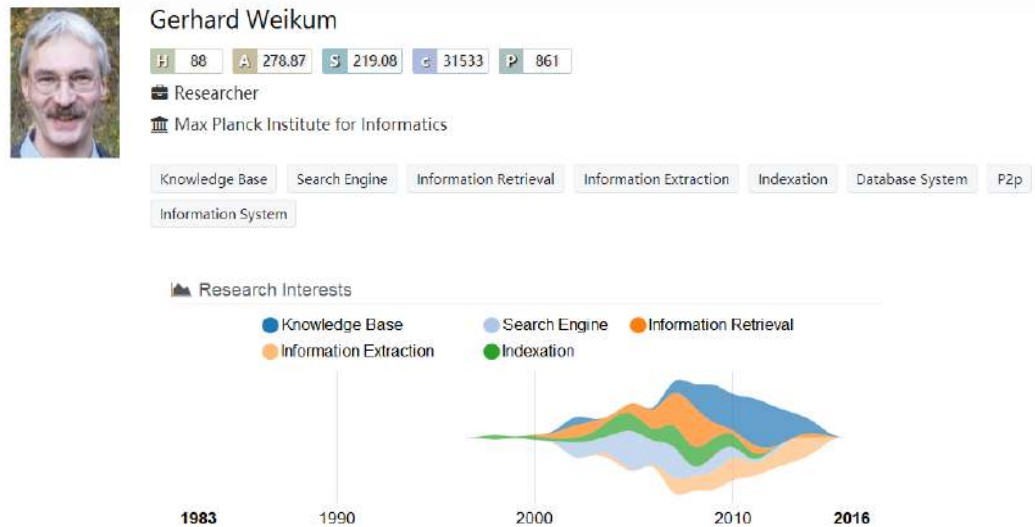 Gerhard Weikum
H 88 A 278.87 S 219.08 c 31533 P 861
Researcher
Max Planck Institute for Informatics
Knowledge Base Search Engine Information Retrieval Information Extraction Indexation Database System P2p
Information System
Research Interests
Knowledge Base Search Engine Information Retrieval
Information Extraction Indexation
1983 1990 2000 2010 2016